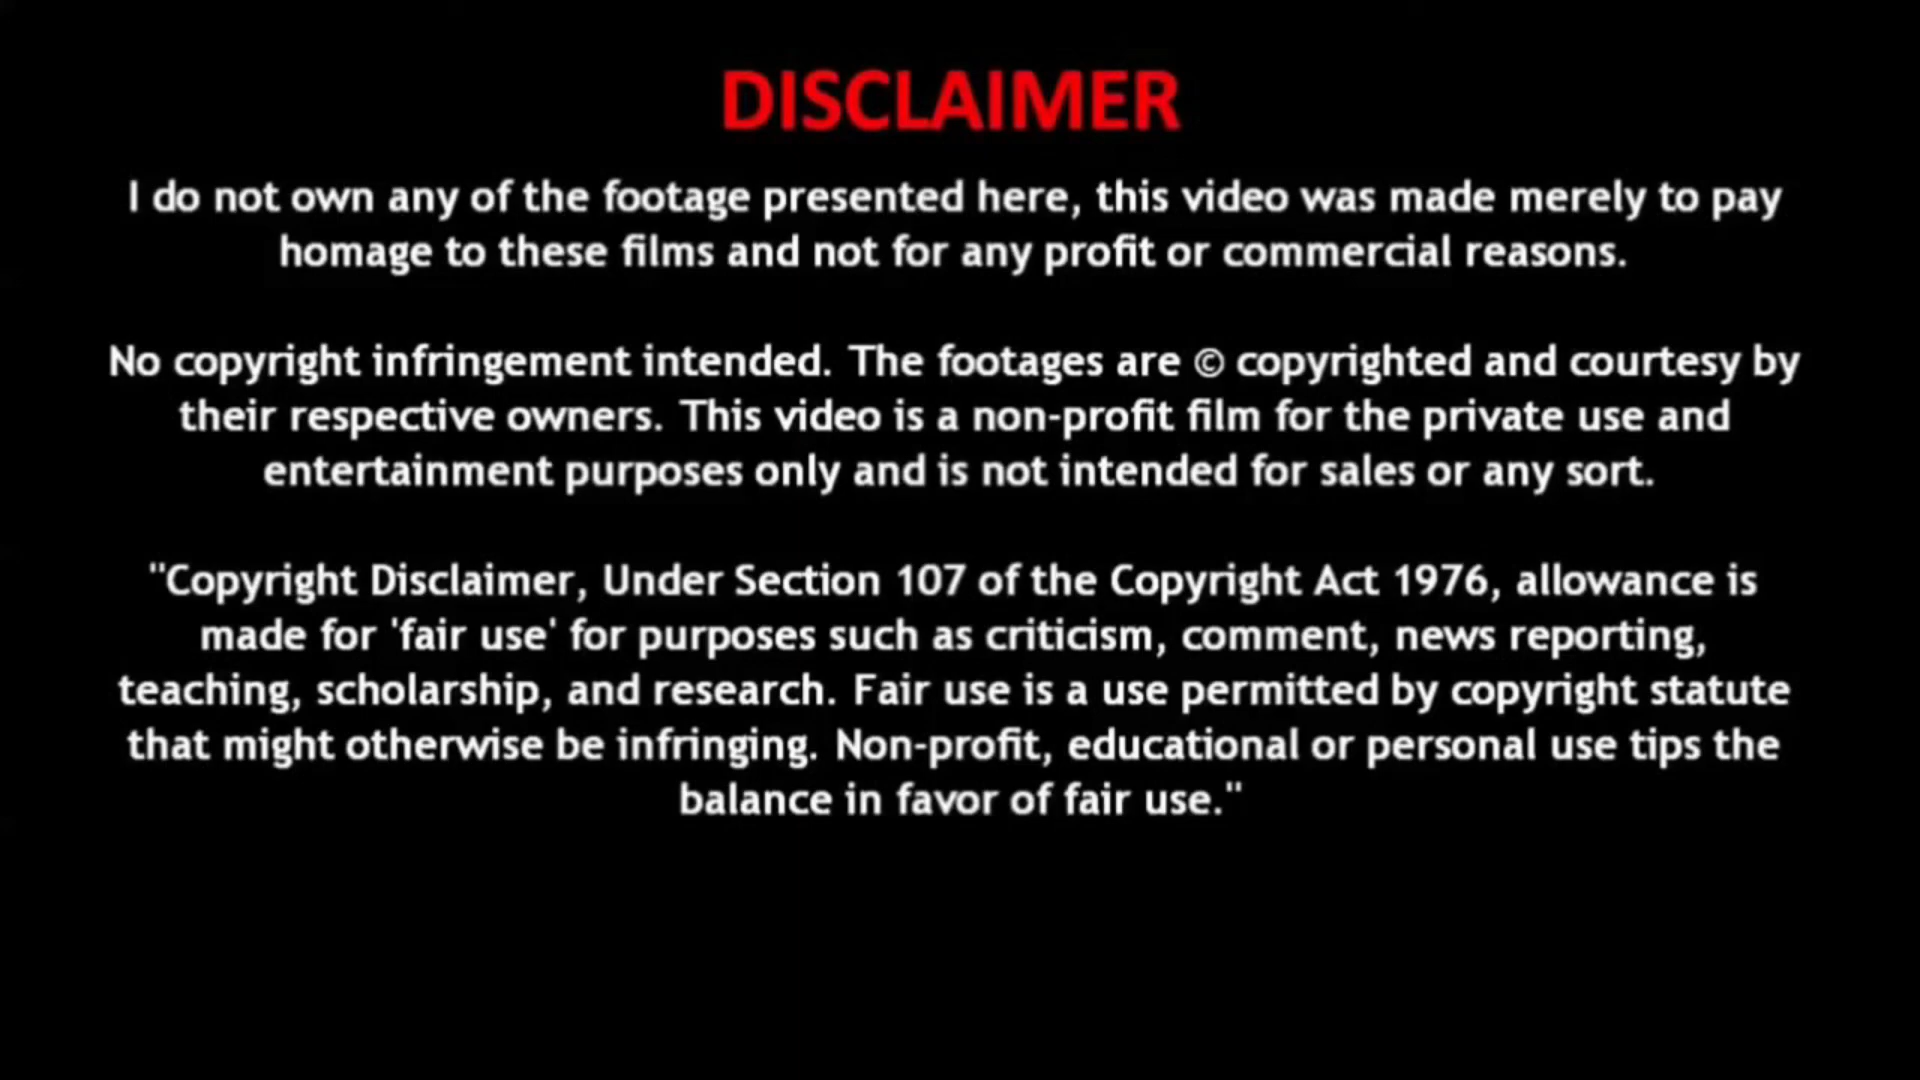 DISCLAIMER
I do not own any of the footage presented here, this video was made merely to pay
homage to these films and not for any profit or commercial reasons.
No copyright infringement intended. The footages are © copyrighted and courtesy by
their respective owners. This video is a non-profit film for the private use and
entertainment purposes only and is not intended for sales or any sort.
"Copyright Disclaimer, Under Section 107 of the Copyright Act 1976, allowance is
made for 'fair use' for purposes such as criticism, comment, news reporting,
teaching, scholarship, and research. Fair use is a use permitted by copyright statute
that might otherwise be infringing. Non-profit, educational or personal use tips the
balance in favor of fair use."